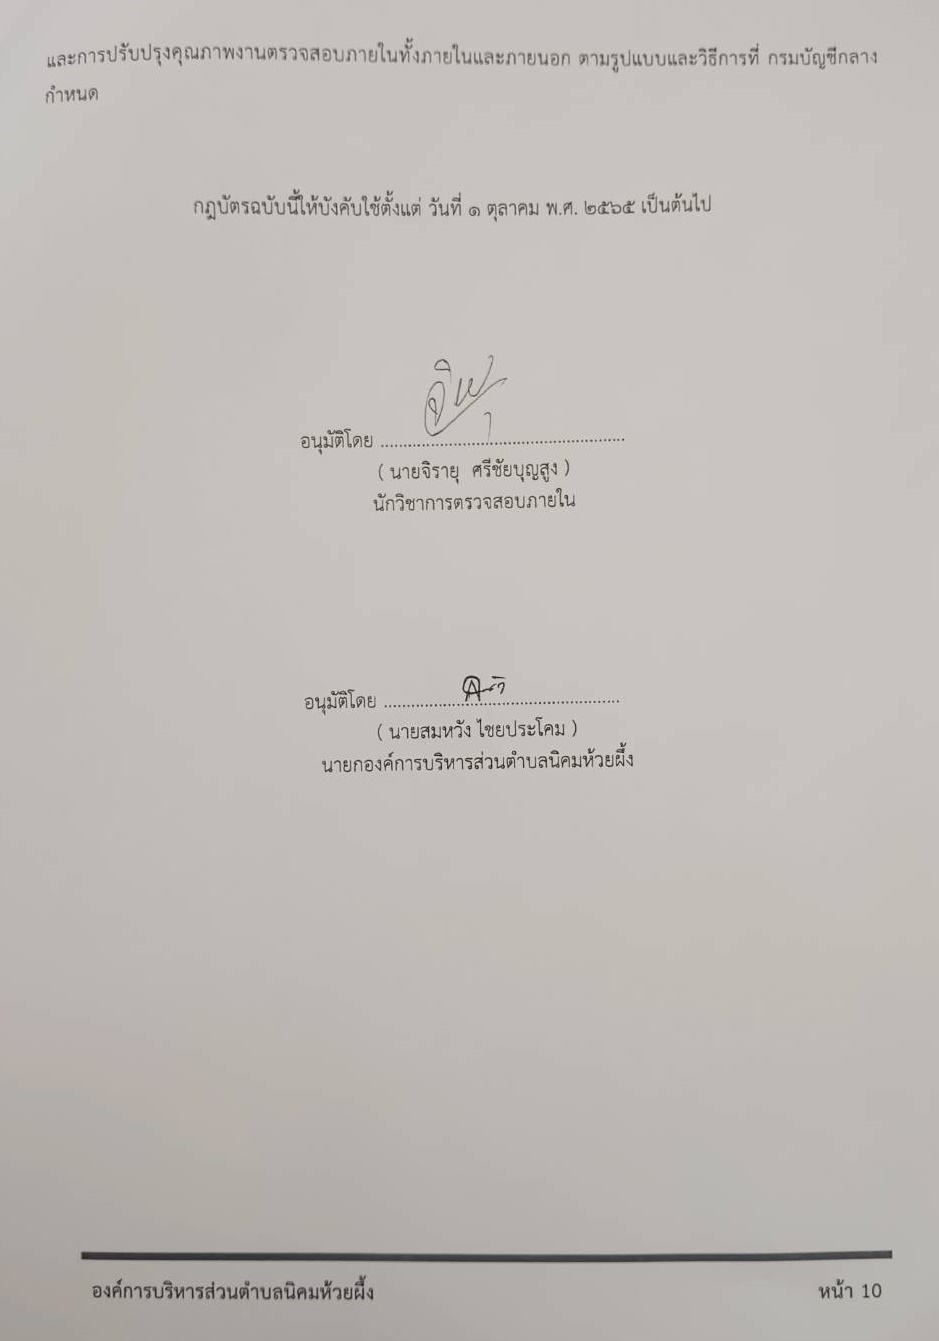 และการปรับปรุงคุณภาพงานตรวจสอบภายในทั้งภายในและภายนอก ตามรูปแบบและวิธีการที่ กรมบัญชีกลาง
กำหนด
กฎบัตรฉบับนี้ให้บังคับใช้ตั้งแต่ วันที่ ๑ ตุลาคม พ.ศ. ๒๕๖๕ เป็นต้นไป
อนุมัติโดย ......................................................
( นายจิรายุ ศรีชัยบุญสูง )
นักวิชาการตรวจสอบภายใน
อนุมัติโดย ....................................................
( นายสมหวัง ไชยประโคม )
นายกองค์การบริหารส่วนตำบลนิคมห้วยผึ้ง
องค์การบริหารส่วนตำบลนิคมห้วยผึ้ง หน้า 10